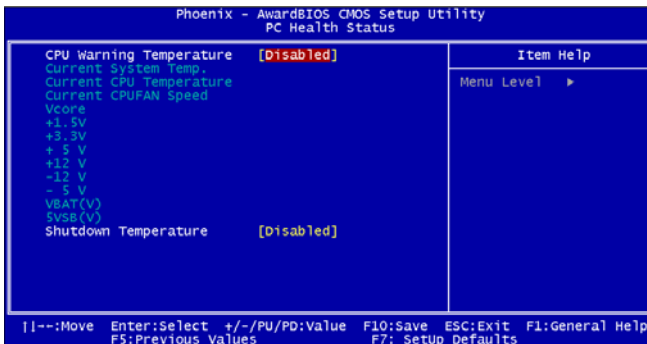 Phoenix - AwardBIOS CMOS Setup Utility
PC Health Status
CPU Warning Temperature [Disabled]
Current System Temp.
Current CPU Temperature
Current CPUFAN Speed
Vcore
+1.5V
+3.3V
+ 5 V
+12 V
-12 V
- 5 V
VBAT(V)
5VSB(V)
Shutdown Temperature [Disabled]
Item Help
Menu Level ▶
↑↓--:Move Enter:Select +/-/PU/PD:Value F10:Save ESC:Exit F1:General Help
F5:Previous Values F7: SetUp Defaults